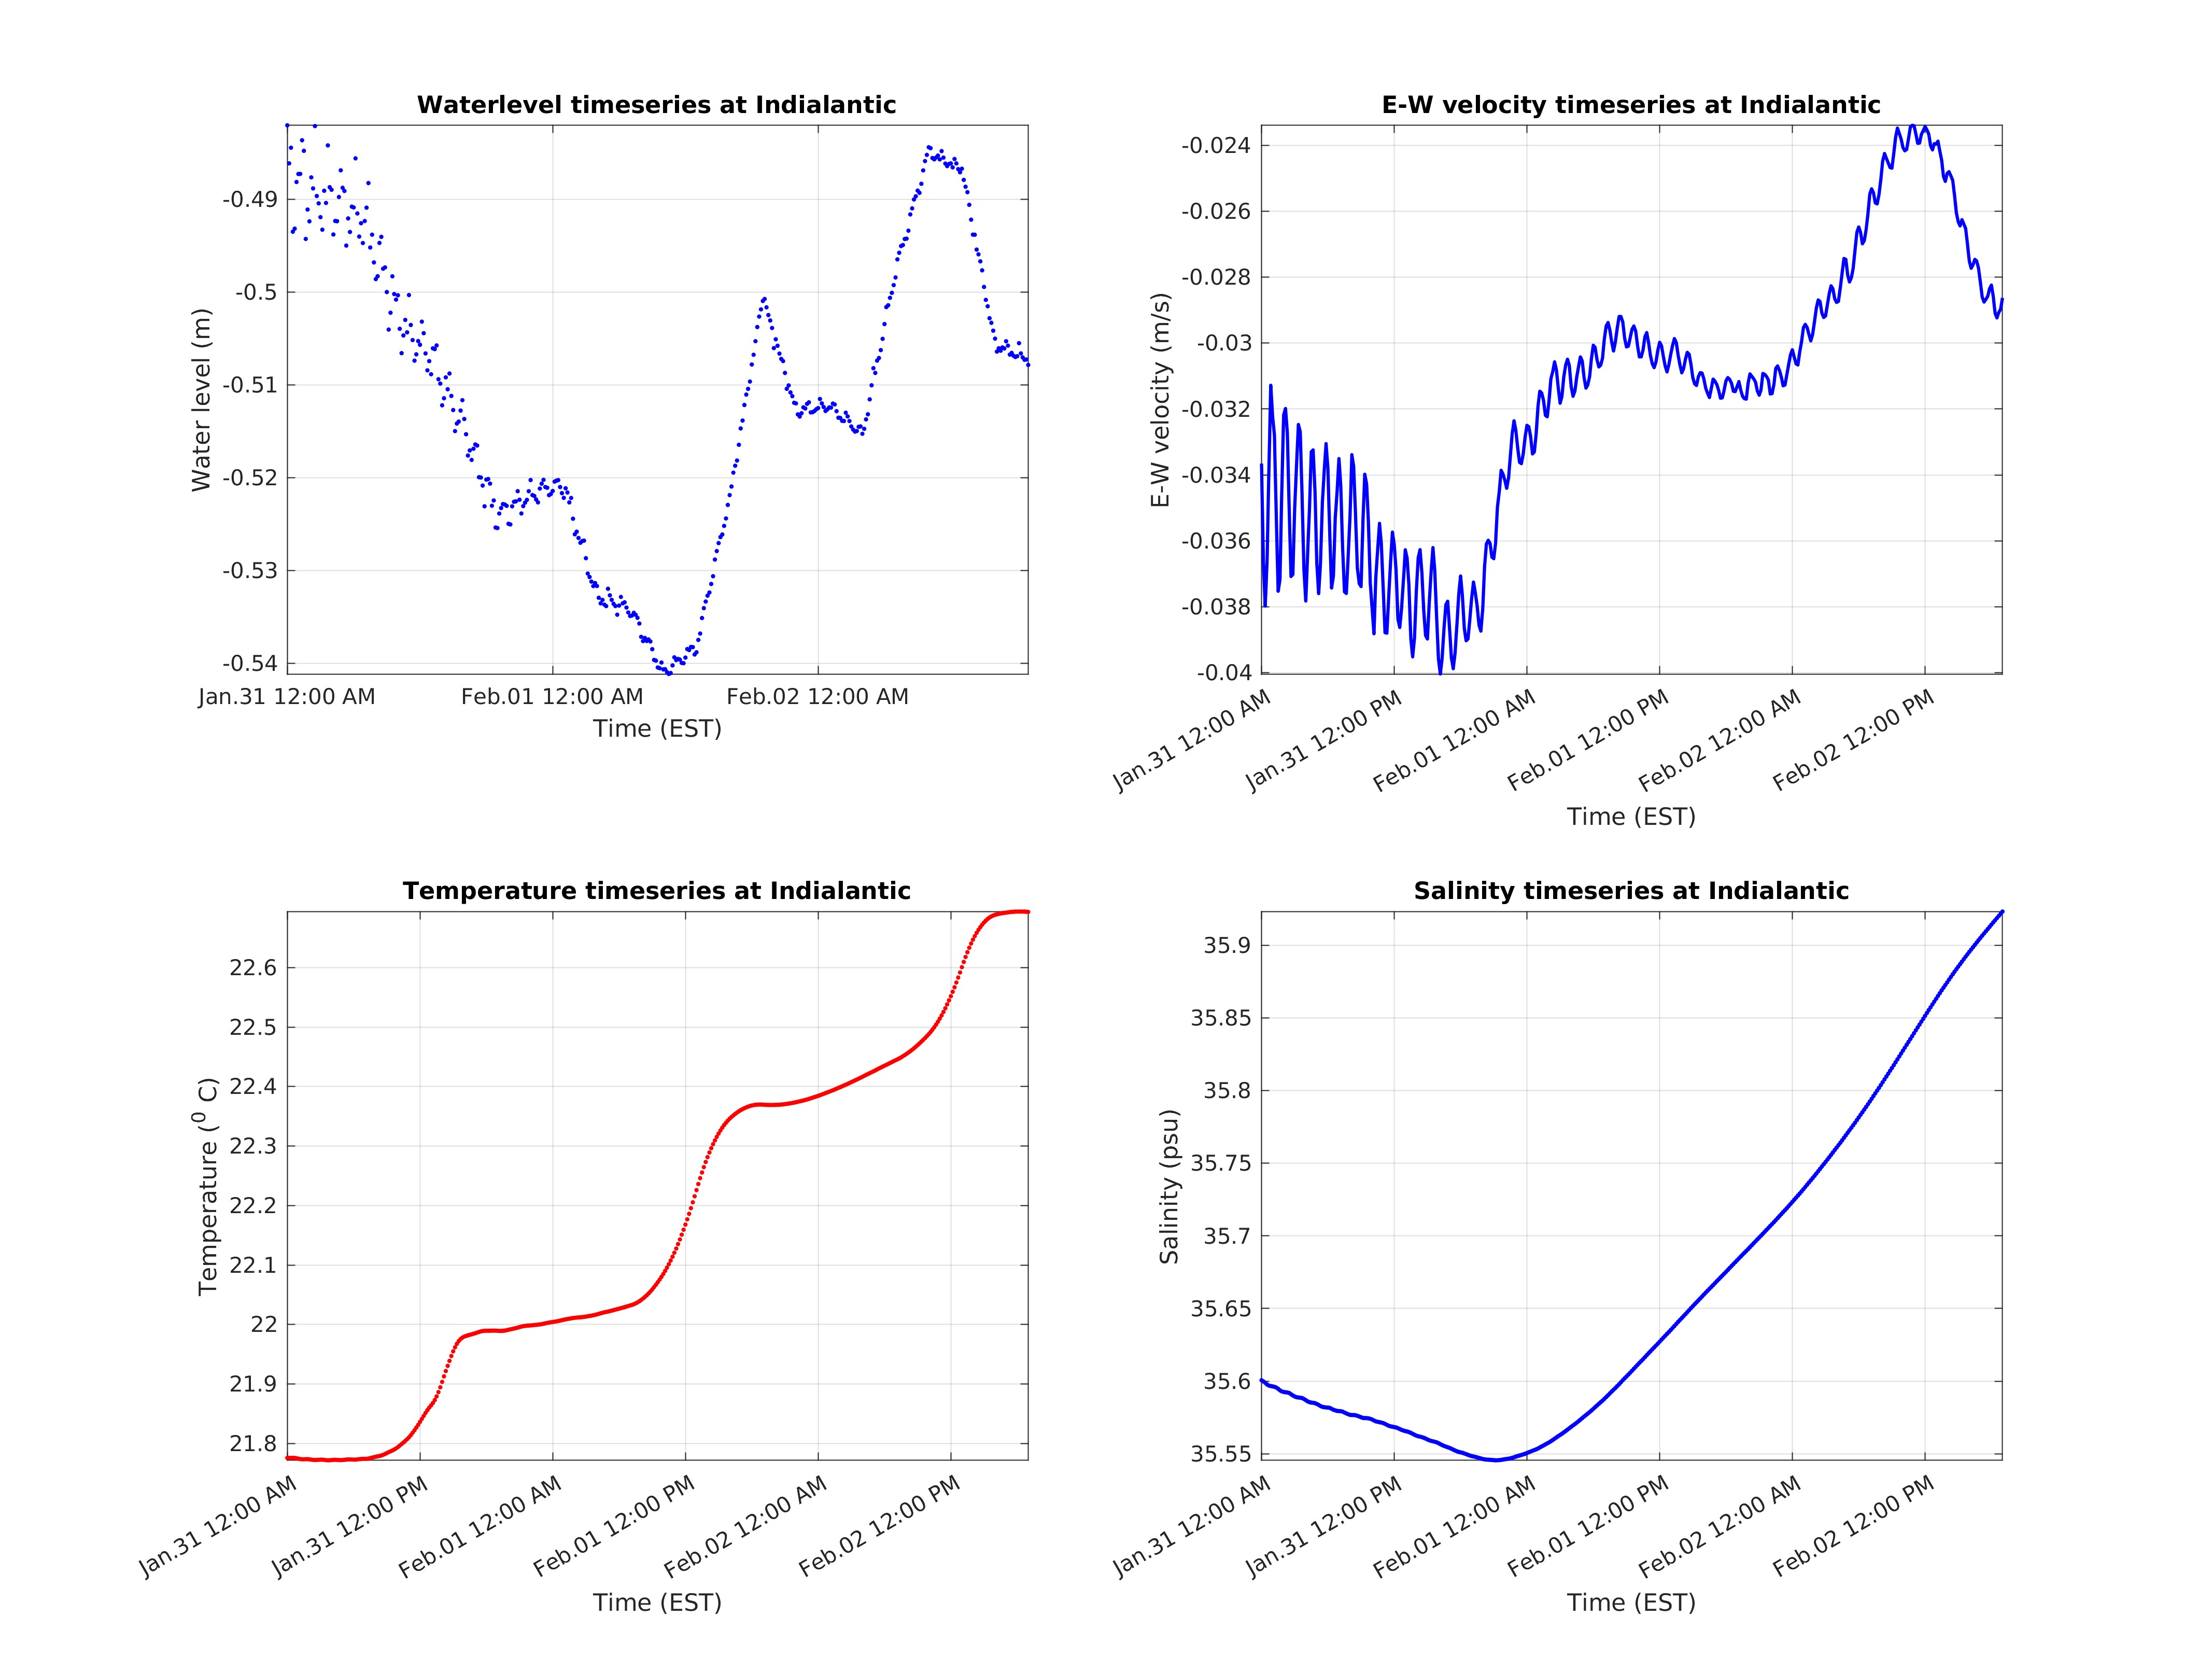 Waterlevel timeseries at Indialantic
Water level (m)
-0.49
-0.5
-0.51
-0.52
-0.53
-0.54
Jan.31 12:00 AM
Feb.01 12:00 AM
Feb.02 12:00 AM
Time (EST)
E-W velocity timeseries at Indialantic
E-W velocity (m/s)
-0.024
-0.026
-0.028
-0.03
-0.032
-0.034
-0.036
-0.038
-0.04
Jan.31 12:00 AM
Jan.31 12:00 PM
Feb.01 12:00 AM
Feb.01 12:00 PM
Feb.02 12:00 AM
Feb.02 12:00 PM
Time (EST)
Temperature timeseries at Indialantic
Temperature (⁰ C)
22.6
22.5
22.4
22.3
22.2
22.1
22
21.9
21.8
Jan.31 12:00 AM
Jan.31 12:00 PM
Feb.01 12:00 AM
Feb.01 12:00 PM
Feb.02 12:00 AM
Feb.02 12:00 PM
Time (EST)
Salinity timeseries at Indialantic
Salinity (psu)
35.9
35.85
35.8
35.75
35.7
35.65
35.6
35.55
Jan.31 12:00 AM
Jan.31 12:00 PM
Feb.01 12:00 AM
Feb.01 12:00 PM
Feb.02 12:00 AM
Feb.02 12:00 PM
Time (EST)